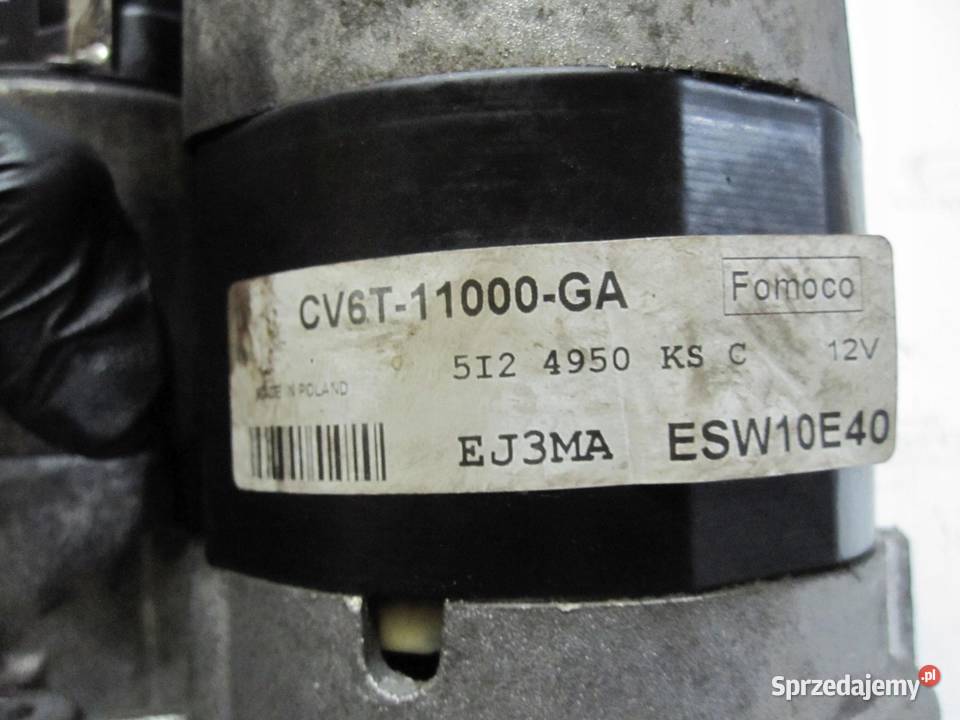 CV6T-11000-GA
Fomoco
5I2 4950 KS C 12V
MADE IN POLAND
EJ3MA ESW10E40
Sprzedajemy.pl